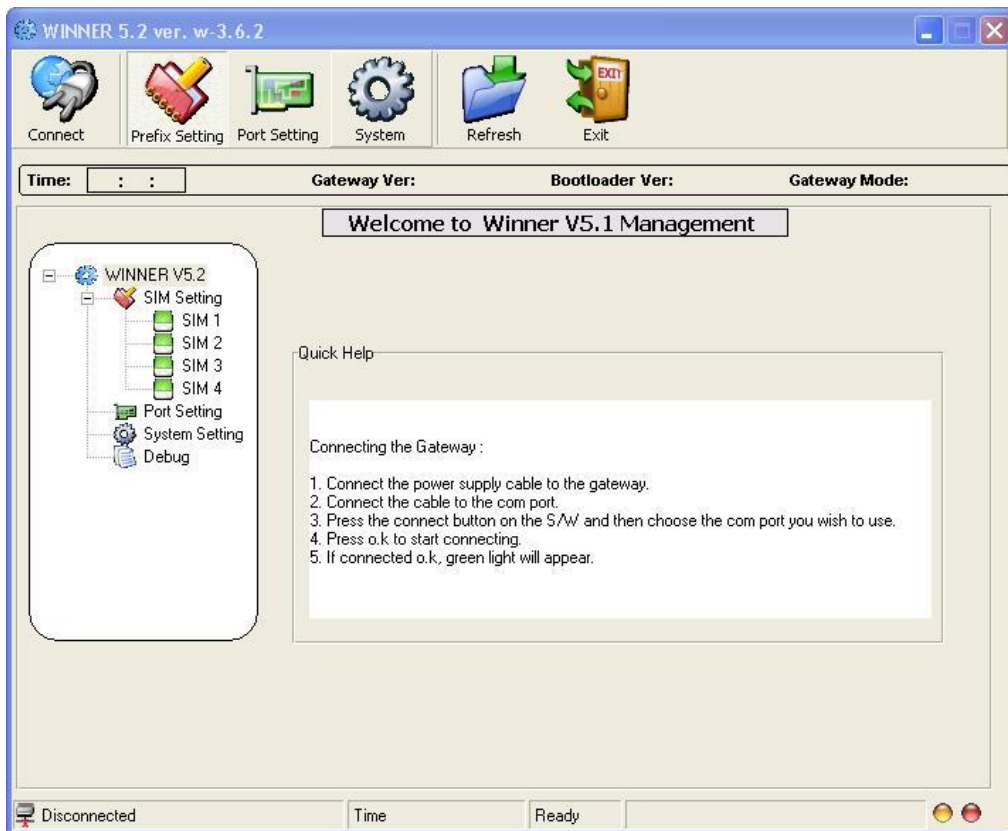 WINNER 5.2 ver. w-3.6.2
Connect
Prefix Setting
Port Setting
System
Refresh
EXIT
Exit
Time: : : Gateway Ver: Bootloader Ver: Gateway Mode:
Welcome to Winner V5.1 Management
WINNER V5.2
SIM Setting
SIM 1
SIM 2
SIM 3
SIM 4
Port Setting
System Setting
Debug
Quick Help
Connecting the Gateway :
1. Connect the power supply cable to the gateway.
2. Connect the cable to the com port.
3. Press the connect button on the S/W and then choose the com port you wish to use.
4. Press o.k to start connecting.
5. If connected o.k, green light will appear.
Disconnected Time Ready